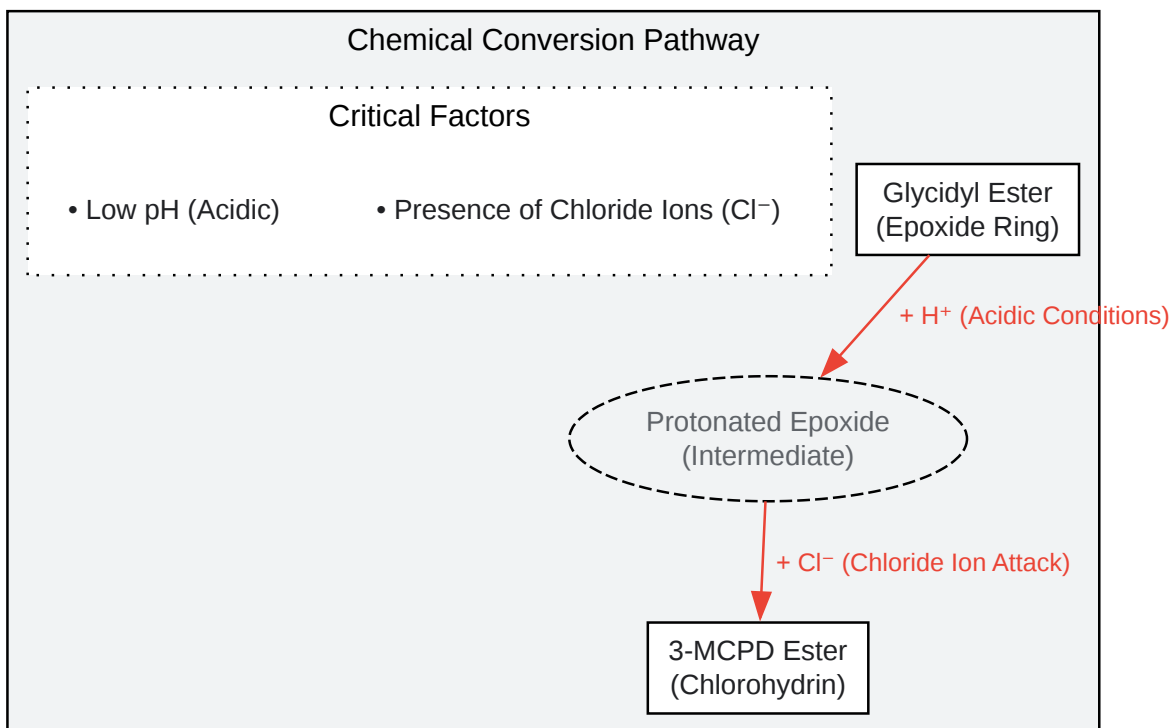 Chemical Conversion Pathway
Critical Factors
• Low pH (Acidic)
• Presence of Chloride Ions (Cl⁻)
Glycidyl Ester
(Epoxide Ring)
+ H⁺ (Acidic Conditions)
Protonated Epoxide
(Intermediate)
+ Cl⁻ (Chloride Ion Attack)
3-MCPD Ester
(Chlorohydrin)